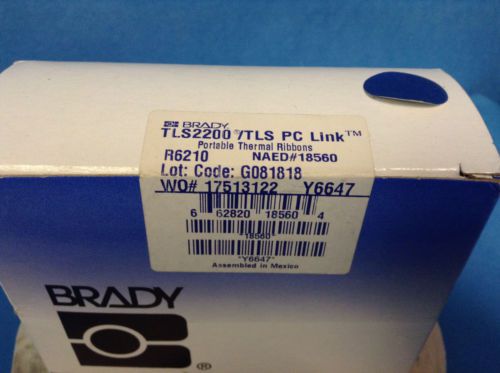 BRADY
TLS2200®/TLS PC Link™
Portable Thermal Ribbons
R6210 NAED#18560
Lot: Code: G081818
WO# 17513122 Y6647
6 62820 18560 4
18560
"Y6647"
Assembled in Mexico
BRADY
®